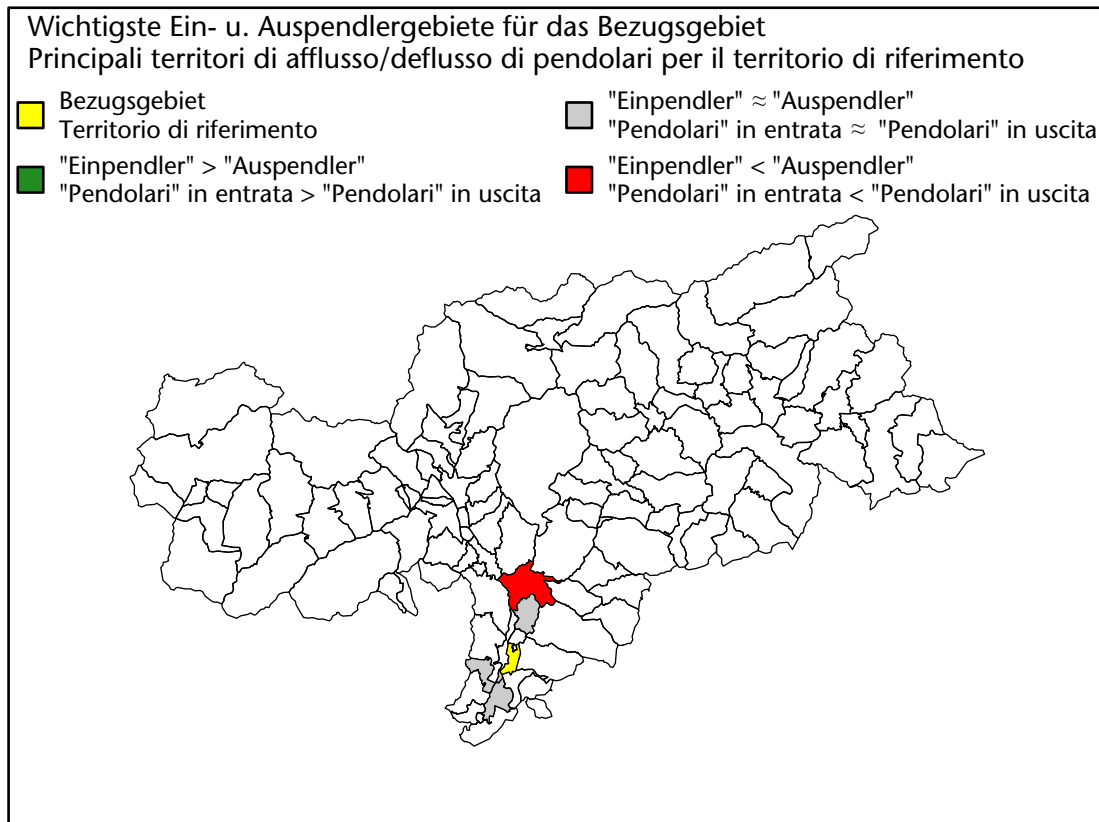 Wichtigste Ein- u. Auspendlergebiete für das Bezugsgebiet
Principali territori di afflusso/deflusso di pendolari per il territorio di riferimento
Bezugsgebiet
Territorio di riferimento
"Einpendler" > "Auspendler"
"Pendolari" in entrata > "Pendolari" in uscita
"Einpendler" ≈ "Auspendler"
"Pendolari" in entrata ≈ "Pendolari" in uscita
"Einpendler" < "Auspendler"
"Pendolari" in entrata < "Pendolari" in uscita